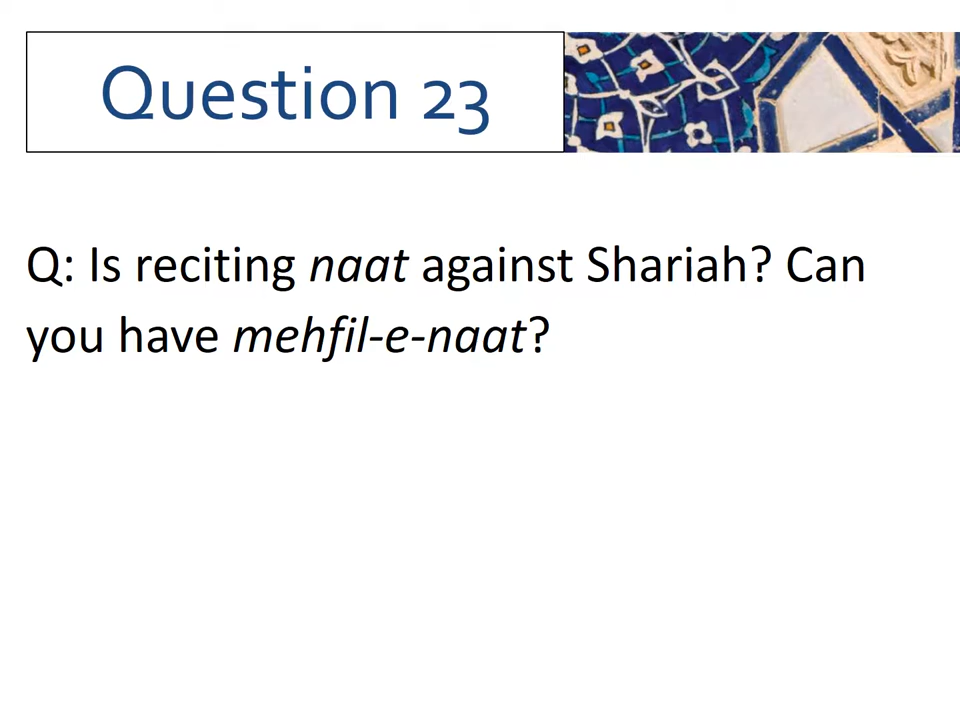 Question 23
Q: Is reciting naat against Shariah? Can
you have mehfil-e-naat?